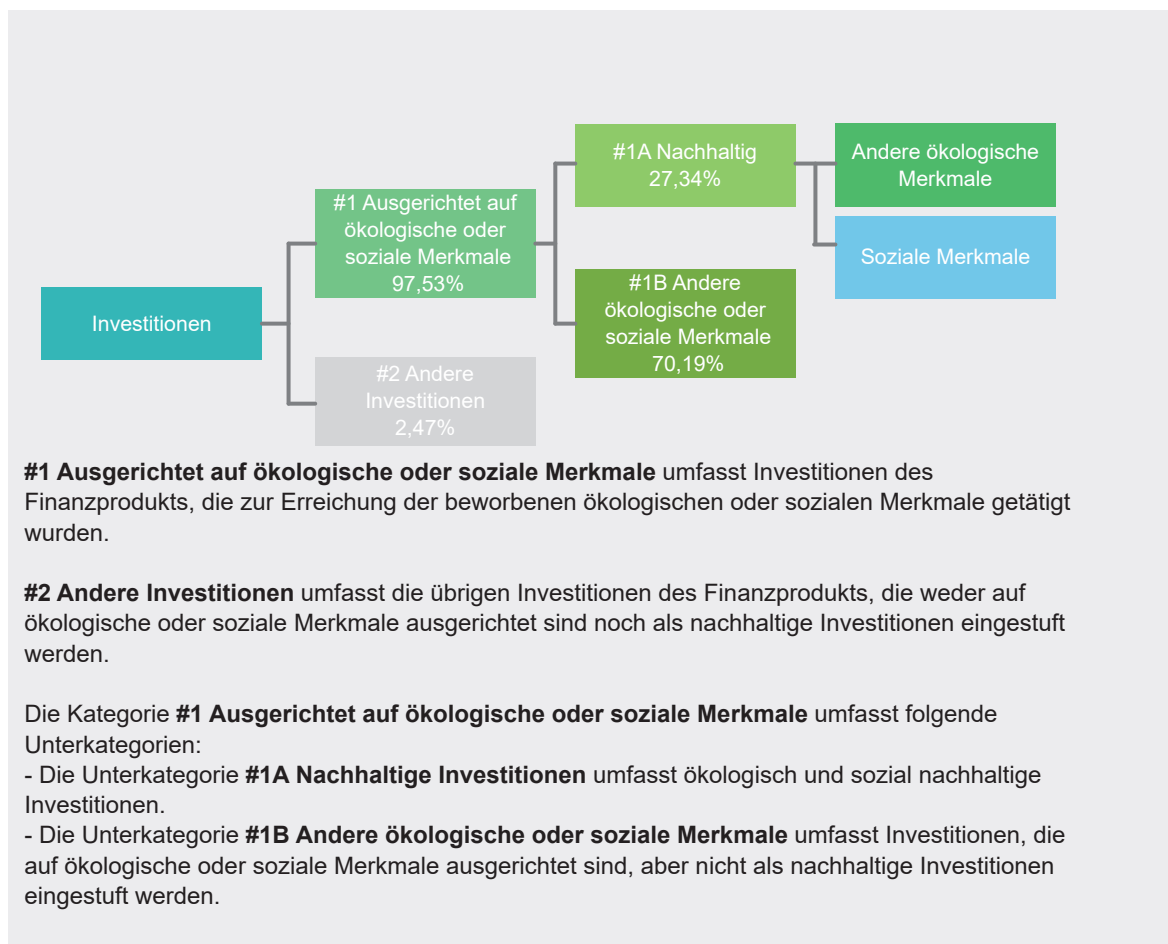 Investitionen
#1 Ausgerichtet auf
ökologische oder
soziale Merkmale
97,53%
#2 Andere
Investitionen
2,47%
#1A Nachhaltig
27,34%
#1B Andere
ökologische oder
soziale Merkmale
70,19%
Andere ökologische
Merkmale
Soziale Merkmale
#1 Ausgerichtet auf ökologische oder soziale Merkmale umfasst Investitionen des
Finanzprodukts, die zur Erreichung der beworbenen ökologischen oder sozialen Merkmale getätigt
wurden.
#2 Andere Investitionen umfasst die übrigen Investitionen des Finanzprodukts, die weder auf
ökologische oder soziale Merkmale ausgerichtet sind noch als nachhaltige Investitionen eingestuft
werden.
Die Kategorie #1 Ausgerichtet auf ökologische oder soziale Merkmale umfasst folgende
Unterkategorien:
- Die Unterkategorie #1A Nachhaltige Investitionen umfasst ökologisch und sozial nachhaltige
Investitionen.
- Die Unterkategorie #1B Andere ökologische oder soziale Merkmale umfasst Investitionen, die
auf ökologische oder soziale Merkmale ausgerichtet sind, aber nicht als nachhaltige Investitionen
eingestuft werden.